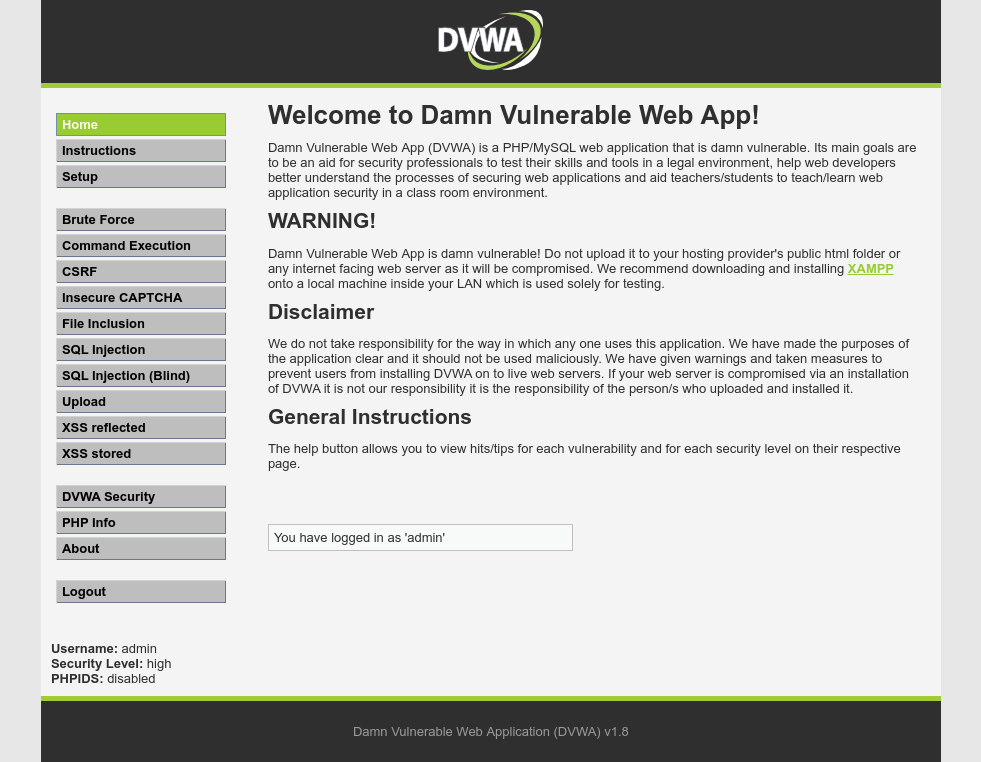 DVWA
Home
Instructions
Setup
Brute Force
Command Execution
CSRF
Insecure CAPTCHA
File Inclusion
SQL Injection
SQL Injection (Blind)
Upload
XSS reflected
XSS stored
DVWA Security
PHP Info
About
Logout
Welcome to Damn Vulnerable Web App!
Damn Vulnerable Web App (DVWA) is a PHP/MySQL web application that is damn vulnerable. Its main goals are
to be an aid for security professionals to test their skills and tools in a legal environment, help web developers
better understand the processes of securing web applications and aid teachers/students to teach/learn web
application security in a class room environment.
WARNING!
Damn Vulnerable Web App is damn vulnerable! Do not upload it to your hosting provider's public html folder or
any internet facing web server as it will be compromised. We recommend downloading and installing XAMPP
onto a local machine inside your LAN which is used solely for testing.
Disclaimer
We do not take responsibility for the way in which any one uses this application. We have made the purposes of
the application clear and it should not be used maliciously. We have given warnings and taken measures to
prevent users from installing DVWA on to live web servers. If your web server is compromised via an installation
of DVWA it is not our responsibility it is the responsibility of the person/s who uploaded and installed it.
General Instructions
The help button allows you to view hits/tips for each vulnerability and for each security level on their respective
page.
You have logged in as 'admin'
Username: admin
Security Level: high
PHPIDS: disabled
Damn Vulnerable Web Application (DVWA) v1.8